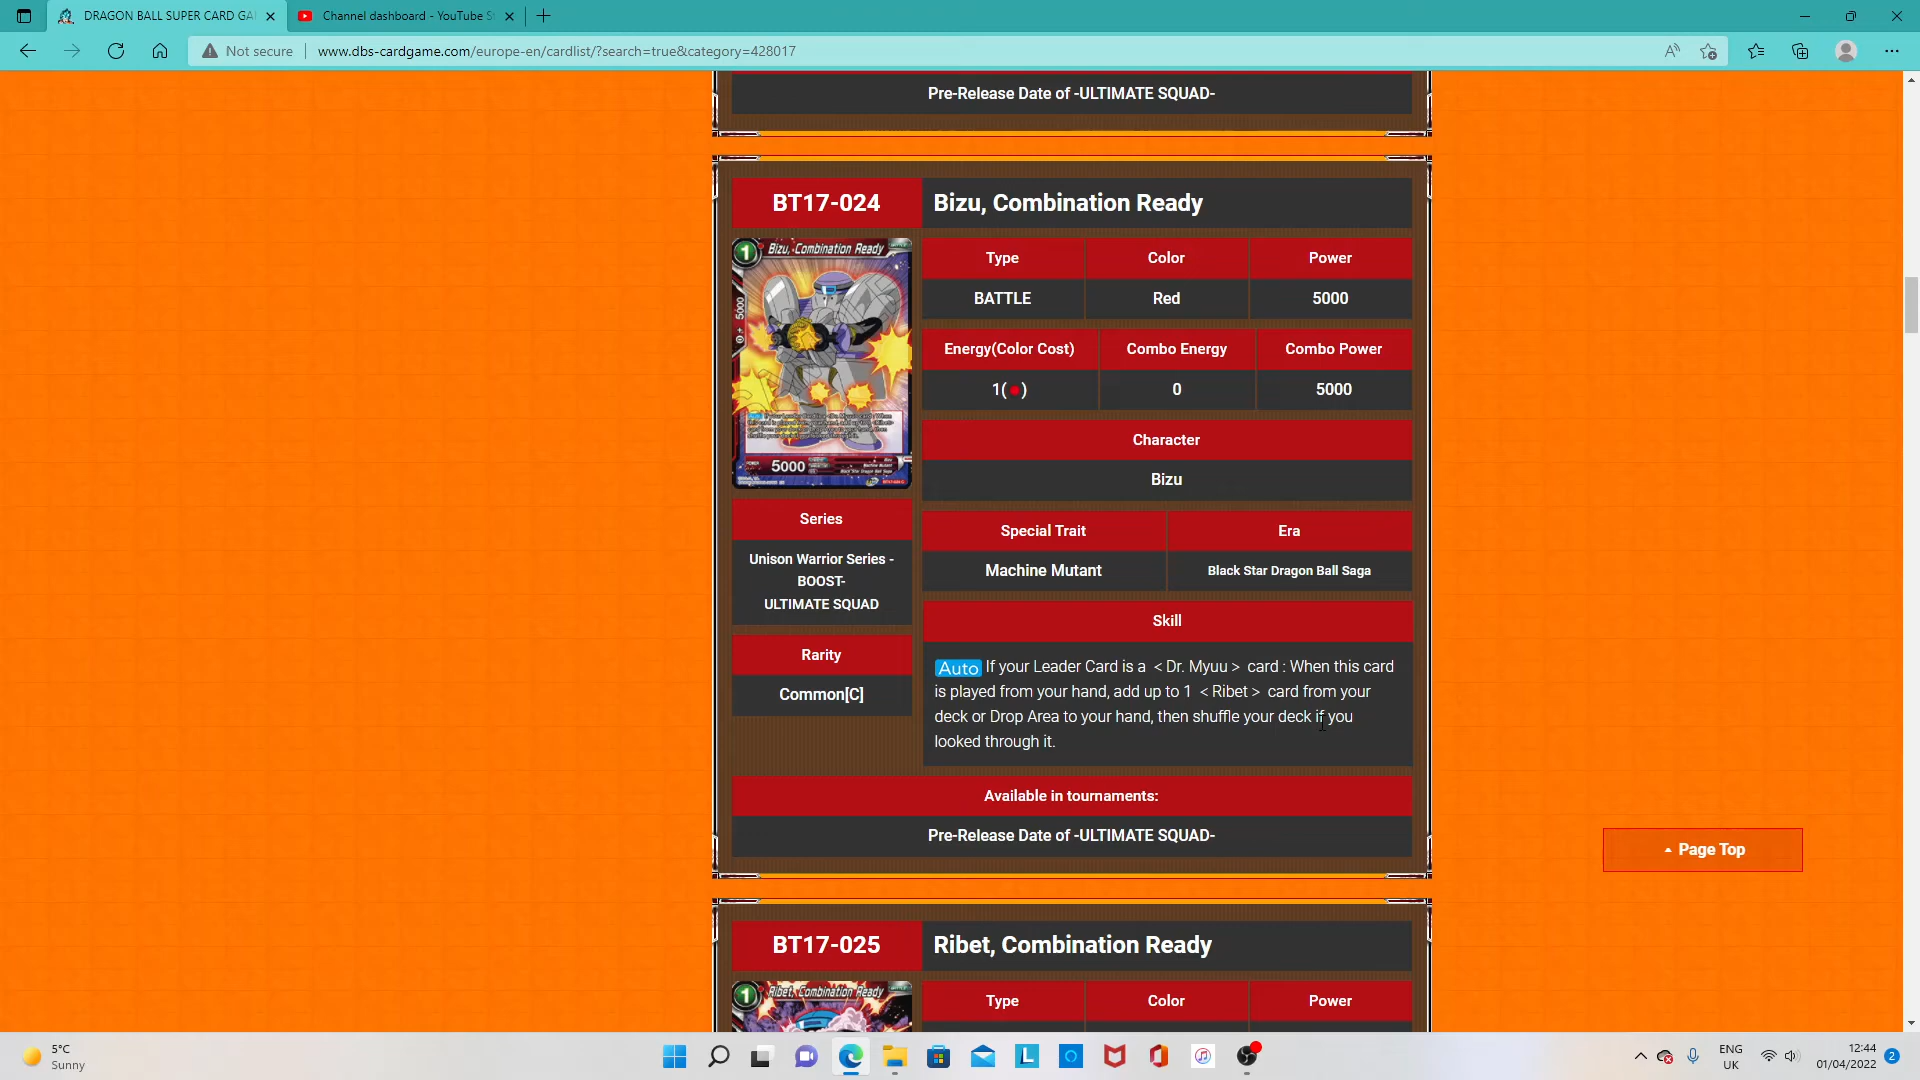 DRAGON BALL SUPER CARD GA
Channel dashboard - YouTube S
Not secure
www.dbs-cardgame.com/europe-en/cardlist/?search=true&category=428017
Pre-Release Date of -ULTIMATE SQUAD-
BT17-024
Bizu, Combination Ready
1
Bizu, Combination Ready
5000
5000
Type
Color
Power
BATTLE
Red
5000
Energy(Color Cost)
Combo Energy
Combo Power
1( )
0
5000
Character
Bizu
Special Trait
Era
Machine Mutant
Black Star Dragon Ball Saga
Series
Unison Warrior Series -
BOOST-
ULTIMATE SQUAD
Rarity
Common[C]
Skill
Auto If your Leader Card is a <Dr. Myuu> card : When this card
is played from your hand, add up to 1 <Ribet> card from your
deck or Drop Area to your hand, then shuffle your deck if you
looked through it.
Available in tournaments:
Pre-Release Date of -ULTIMATE SQUAD-
Page Top
BT17-025
Ribet, Combination Ready
1
Ribet, Combination Ready
Type
Color
Power
5°C
Sunny
ENG
UK
12:44
01/04/2022
2